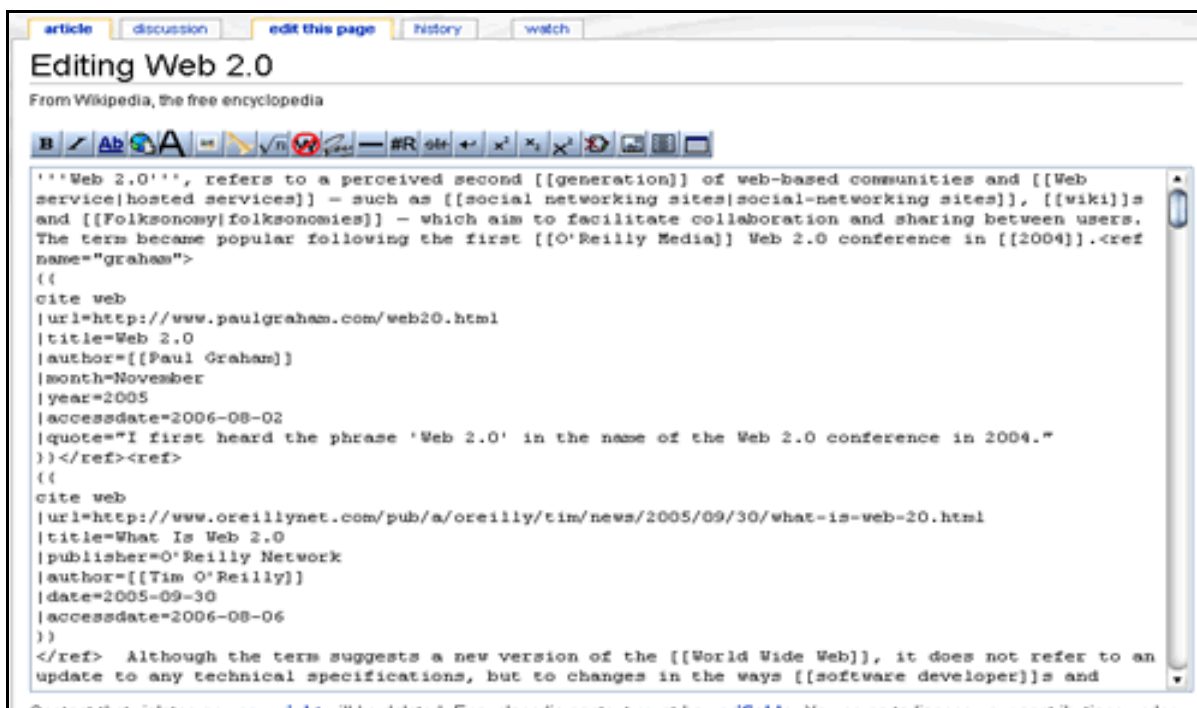 article discussion edit this page history watch
Editing Web 2.0
From Wikipedia, the free encyclopedia
B I Ab A √n #R str x² x₂ x²
'''Web 2.0''', refers to a perceived second [[generation]] of web-based communities and [[Web
service|hosted services]] — such as [[social networking sites|social-networking sites]], [[wiki]]s
and [[Folksonomy|folksonomies]] — which aim to facilitate collaboration and sharing between users.
The term became popular following the first [[O'Reilly Media]] Web 2.0 conference in [[2004]].<ref
name="graham">
{{
cite web
|url=http://www.paulgraham.com/web20.html
|title=Web 2.0
|author=[[Paul Graham]]
|month=November
|year=2005
|accessdate=2006-08-02
|quote="I first heard the phrase 'Web 2.0' in the name of the Web 2.0 conference in 2004."
}}</ref><ref>
{{
cite web
|url=http://www.oreillynet.com/pub/a/oreilly/tim/news/2005/09/30/what-is-web-20.html
|title=What Is Web 2.0
|publisher=O'Reilly Network
|author=[[Tim O'Reilly]]
|date=2005-09-30
|accessdate=2006-08-06
}}
</ref>  Although the term suggests a new version of the [[World Wide Web]], it does not refer to an
update to any technical specifications, but to changes in the ways [[software developer]]s and